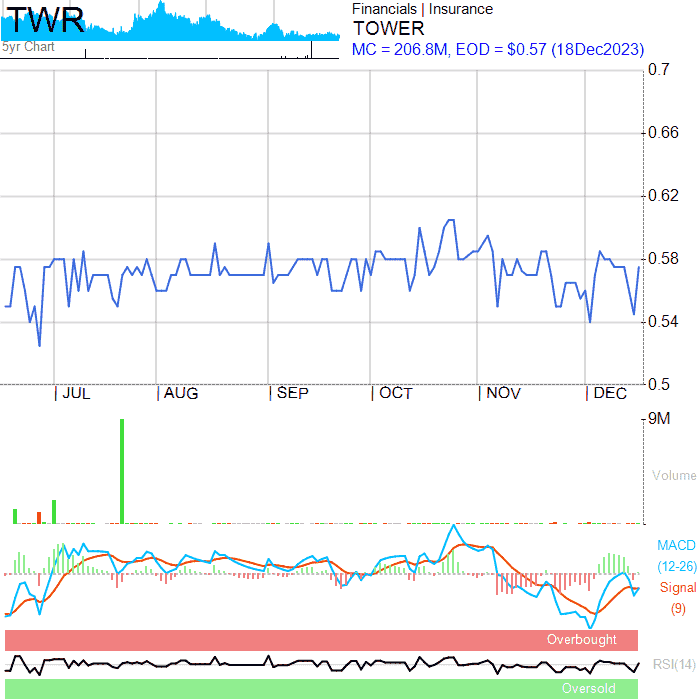 TWR
5yr Chart
Financials | Insurance
TOWER
MC = 206.8M, EOD = $0.57 (18Dec2023)
0.7
0.66
0.62
0.58
0.54
0.5
JUL AUG SEP OCT NOV DEC
9M
Volume
MACD
(12-26)
Signal
(9)
Overbought
RSI(14)
Oversold